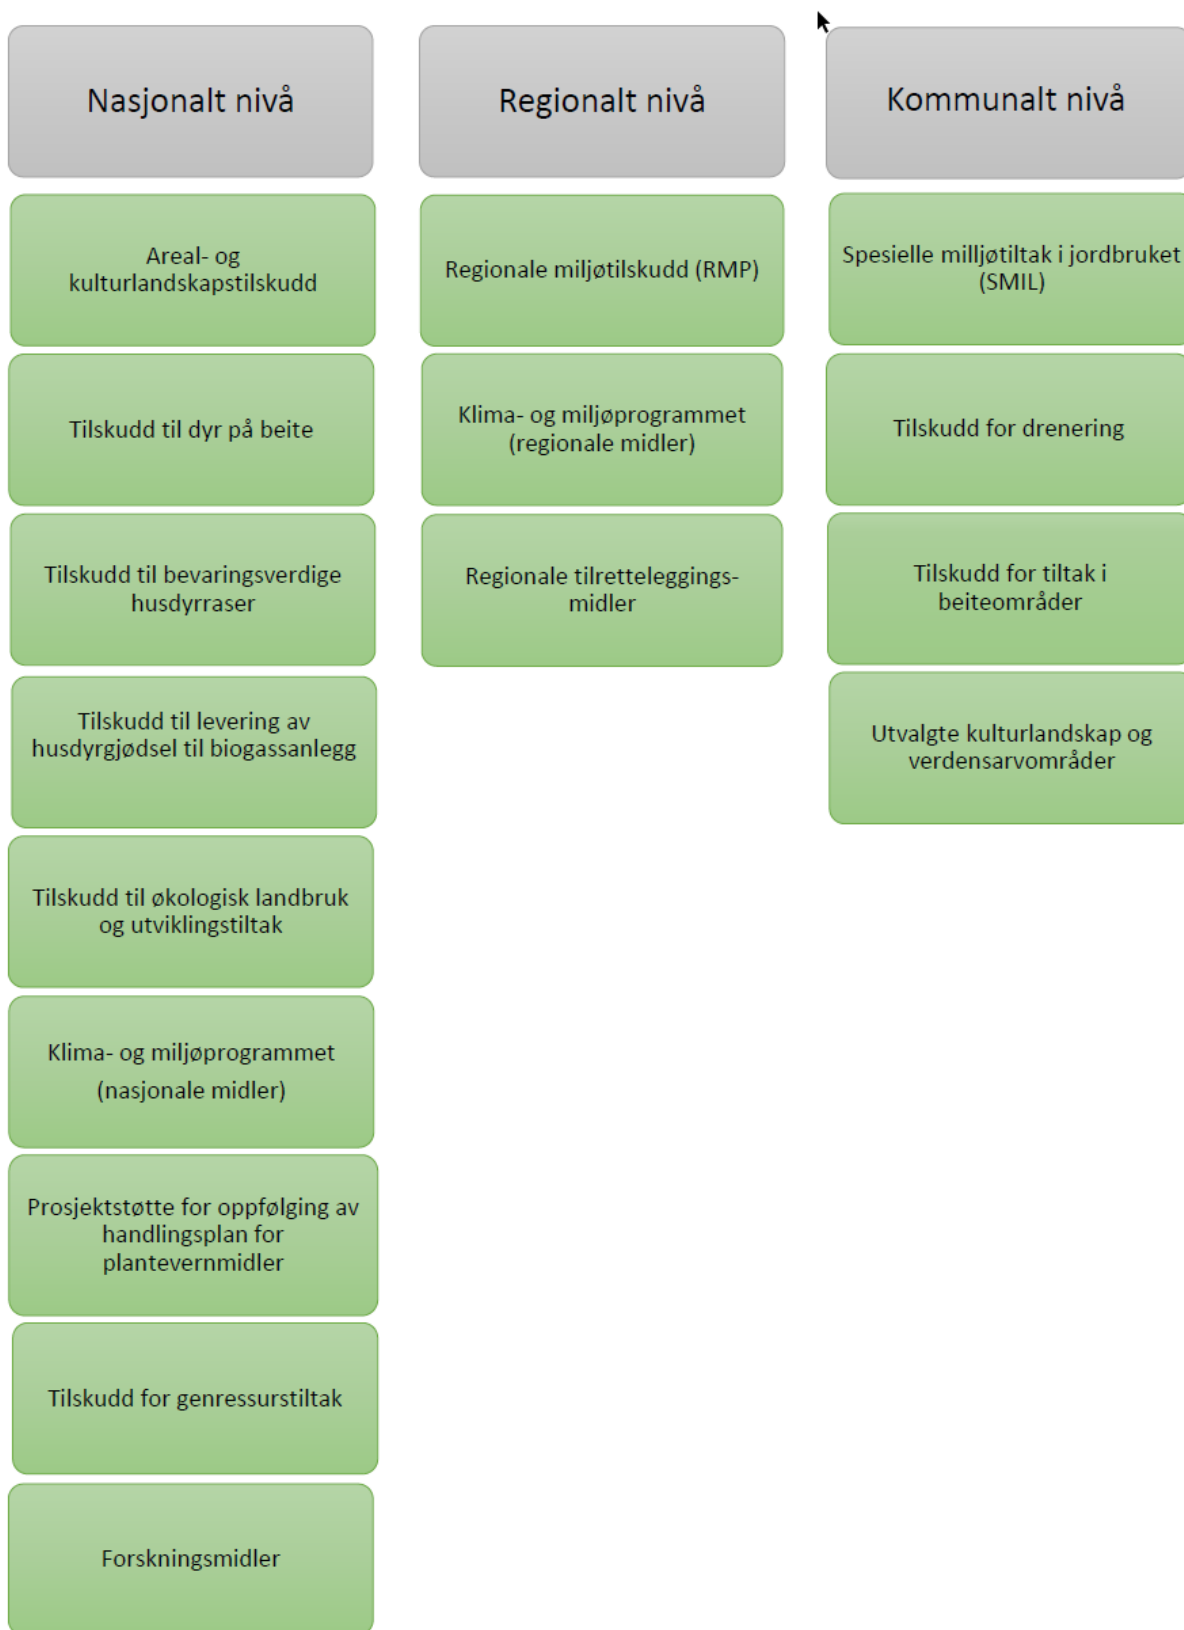 Nasjonalt nivå
Areal- og
kulturlandskapstilskudd
Tilskudd til dyr på beite
Tilskudd til bevaringsverdige
husdyrraser
Tilskudd til levering av
husdyrgjødsel til biogassanlegg
Tilskudd til økologisk landbruk
og utviklingstiltak
Klima- og miljøprogrammet
(nasjonale midler)
Prosjektstøtte for oppfølging av
handlingsplan for
plantevernmidler
Tilskudd for genressurstiltak
Forskningsmidler
Regionalt nivå
Regionale miljøtilskudd (RMP)
Klima- og miljøprogrammet
(regionale midler)
Regionale tilretteleggings-
midler
Kommunalt nivå
Spesielle milljøtiltak i jordbruket
(SMIL)
Tilskudd for drenering
Tilskudd for tiltak i
beiteområder
Utvalgte kulturlandskap og
verdensarvområder